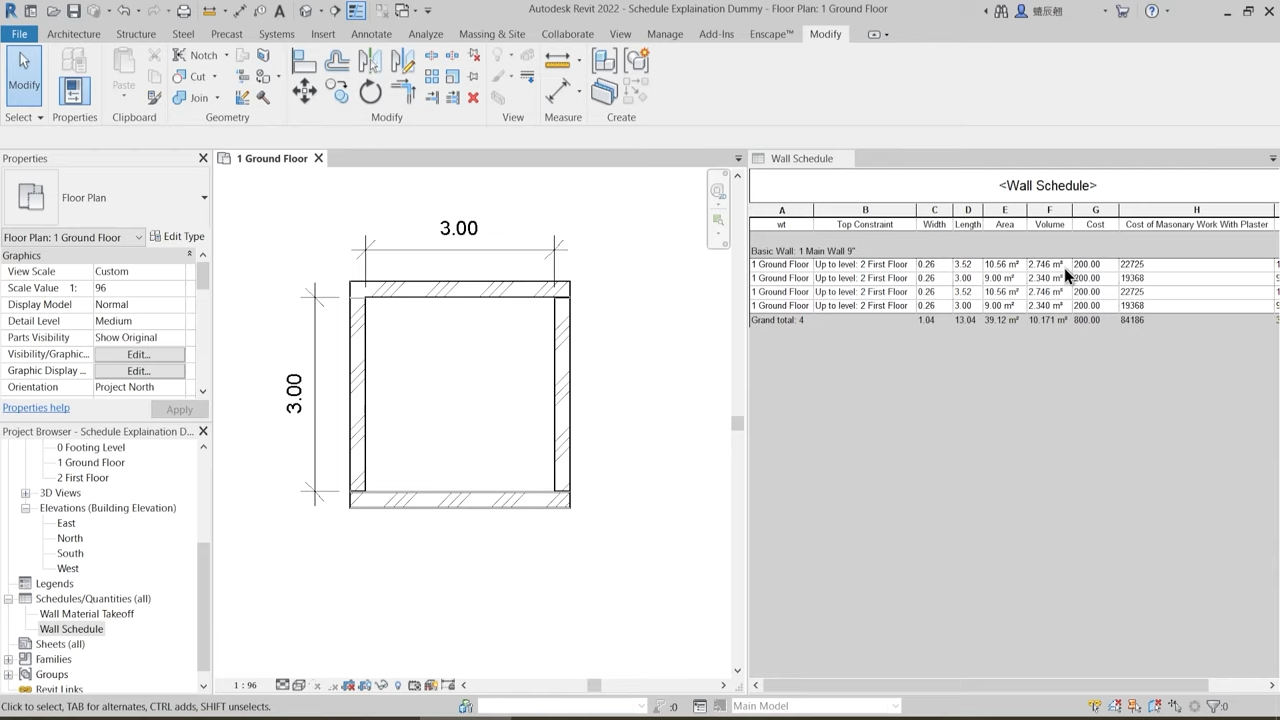 Autodesk Revit 2022 - Schedule Explaination Dummy - Floor Plan: 1 Ground Floor
File Architecture Structure Steel Precast Systems Insert Annotate Analyze Massing & Site Collaborate View Manage Add-Ins Enscape™ Modify
Notch
Cut
Join
Modify Paste
Select Properties Clipboard Geometry Modify View Measure Create
Properties
Floor Plan
Floor Plan: 1 Ground Floor Edit Type
Graphics
View Scale Custom
Scale Value 1: 96
Display Model Normal
Detail Level Medium
Parts Visibility Show Original
Visibility/Graphic... Edit...
Graphic Display ... Edit...
Orientation Project North
Properties help Apply
Project Browser - Schedule Explaination D...
0 Footing Level
1 Ground Floor
2 First Floor
3D Views
Elevations (Building Elevation)
East
North
South
West
Legends
Schedules/Quantities (all)
Wall Material Takeoff
Wall Schedule
Sheets (all)
Families
Groups
Revit Links
1 Ground Floor
3.00
3.00
1 : 96
Wall Schedule
<Wall Schedule>
A B C D E F G H
wt Top Constraint Width Length Area Volume Cost Cost of Masonary Work With Plaster
Basic Wall: 1 Main Wall 9"
1 Ground Floor Up to level: 2 First Floor 0.26 3.52 10.56 m² 2.746 m³ 200.00 22725
1 Ground Floor Up to level: 2 First Floor 0.26 3.00 9.00 m² 2.340 m³ 200.00 19368
1 Ground Floor Up to level: 2 First Floor 0.26 3.52 10.56 m² 2.746 m³ 200.00 22725
1 Ground Floor Up to level: 2 First Floor 0.26 3.00 9.00 m² 2.340 m³ 200.00 19368
Grand total: 4 1.04 13.04 39.12 m² 10.171 m³ 800.00 84186
Click to select, TAB for alternates, CTRL adds, SHIFT unselects. :0 Main Model :0